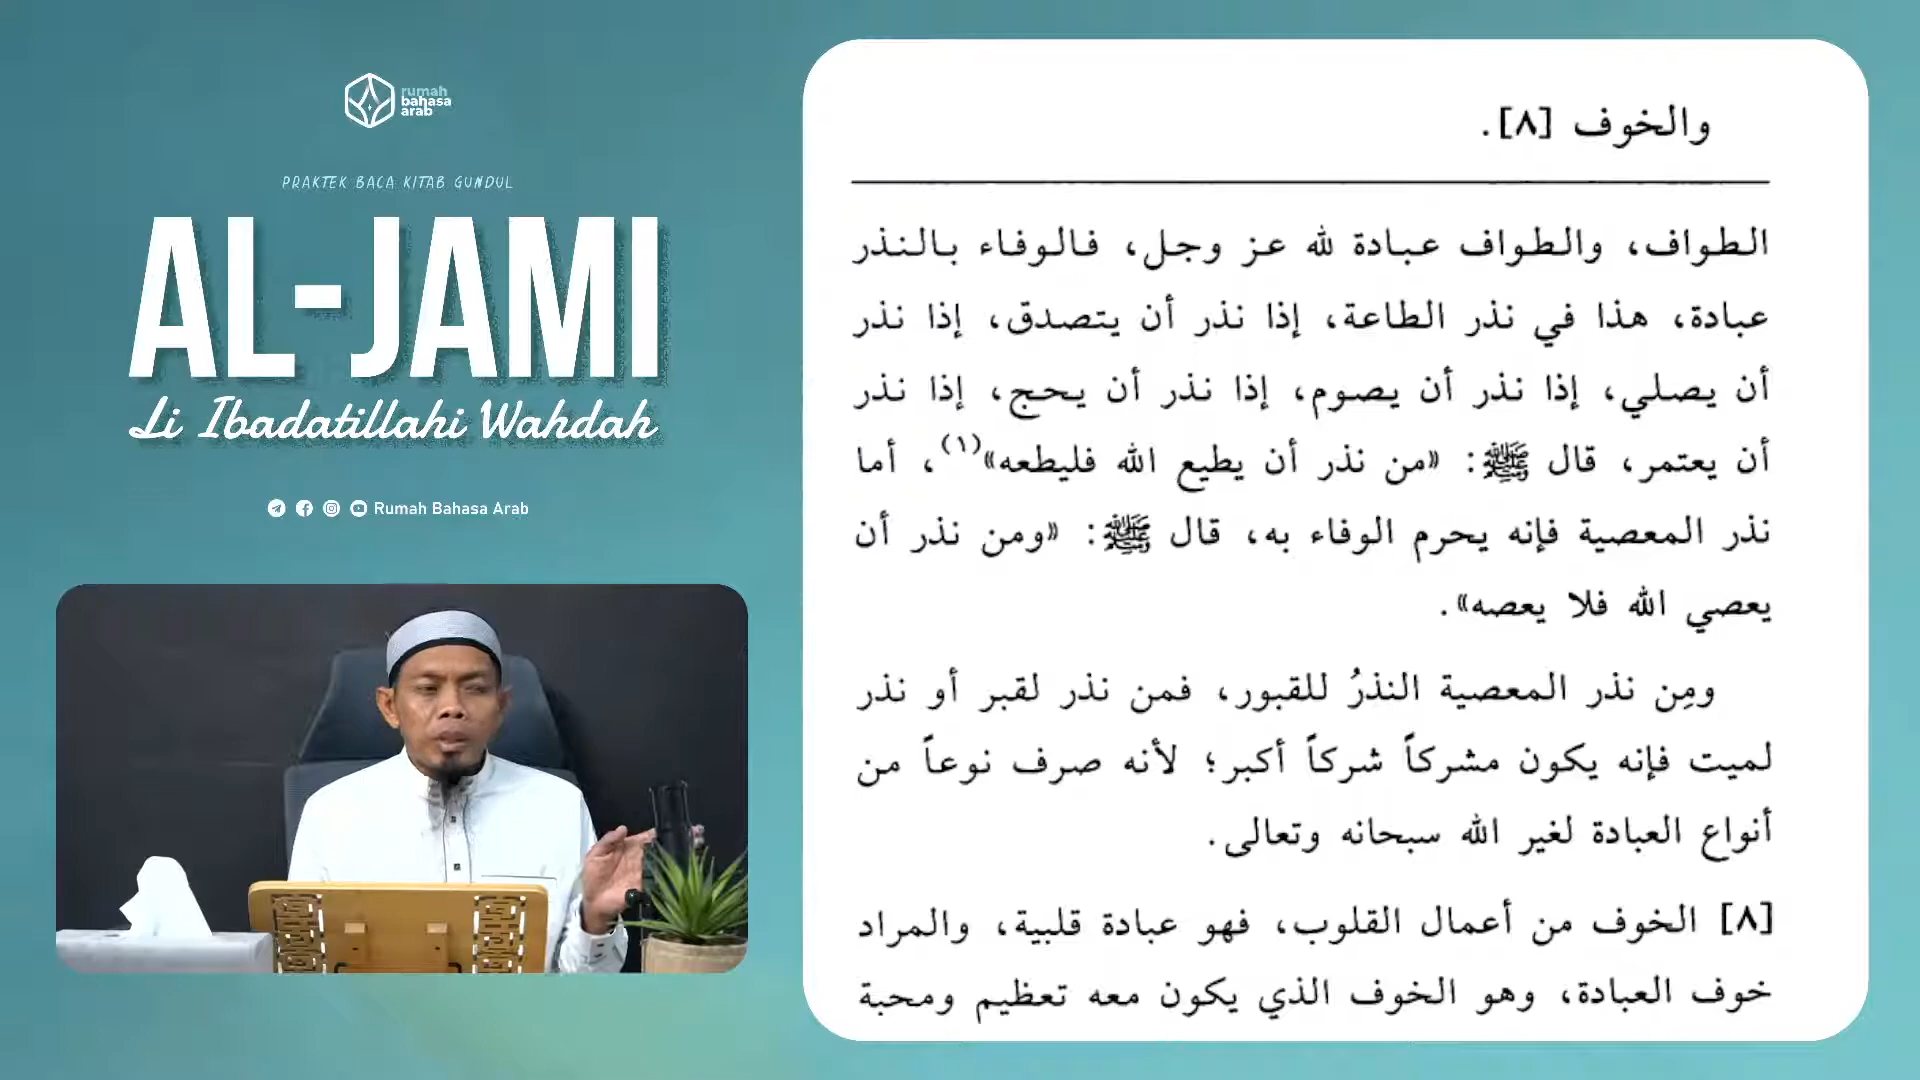 rumah
bahasa
arab
PRAKTEK BACA KITAB GUNDUL
AL-JAMI
Li Ibadatillahi Wahdah
Rumah Bahasa Arab
والخوف [٨].
الطواف، والطواف عبادة لله عز وجل، فالوفاء بالنذر
عبادة، هذا في نذر الطاعة، إذا نذر أن يتصدق، إذا نذر
أن يصلي، إذا نذر أن يصوم، إذا نذر أن يحج، إذا نذر
أن يعتمر، قال ﷺ: «من نذر أن يطيع الله فليطعه»(١)، أما
نذر المعصية فإنه يحرم الوفاء به، قال ﷺ: «ومن نذر أن
يعصي الله فلا يعصه».
ومِن نذر المعصية النذرُ للقبور، فمن نذر لقبر أو نذر
لميت فإنه يكون مشركاً شركاً أكبر؛ لأنه صرف نوعاً من
أنواع العبادة لغير الله سبحانه وتعالى.
[٨] الخوف من أعمال القلوب، فهو عبادة قلبية، والمراد
خوف العبادة، وهو الخوف الذي يكون معه تعظيم ومحبة